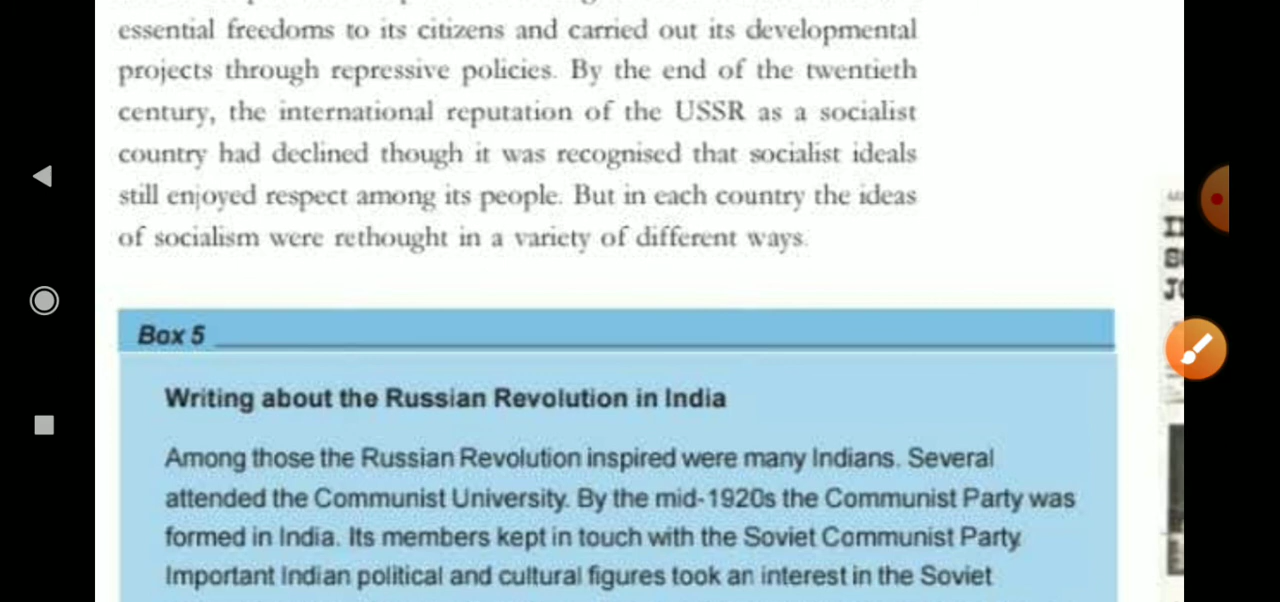 essential freedoms to its citizens and carried out its developmental
projects through repressive policies. By the end of the twentieth
century, the international reputation of the USSR as a socialist
country had declined though it was recognised that socialist ideals
still enjoyed respect among its people. But in each country the ideas
of socialism were rethought in a variety of different ways.
Box 5
Writing about the Russian Revolution in India
Among those the Russian Revolution inspired were many Indians. Several
attended the Communist University. By the mid-1920s the Communist Party was
formed in India. Its members kept in touch with the Soviet Communist Party
Important Indian political and cultural figures took an interest in the Soviet